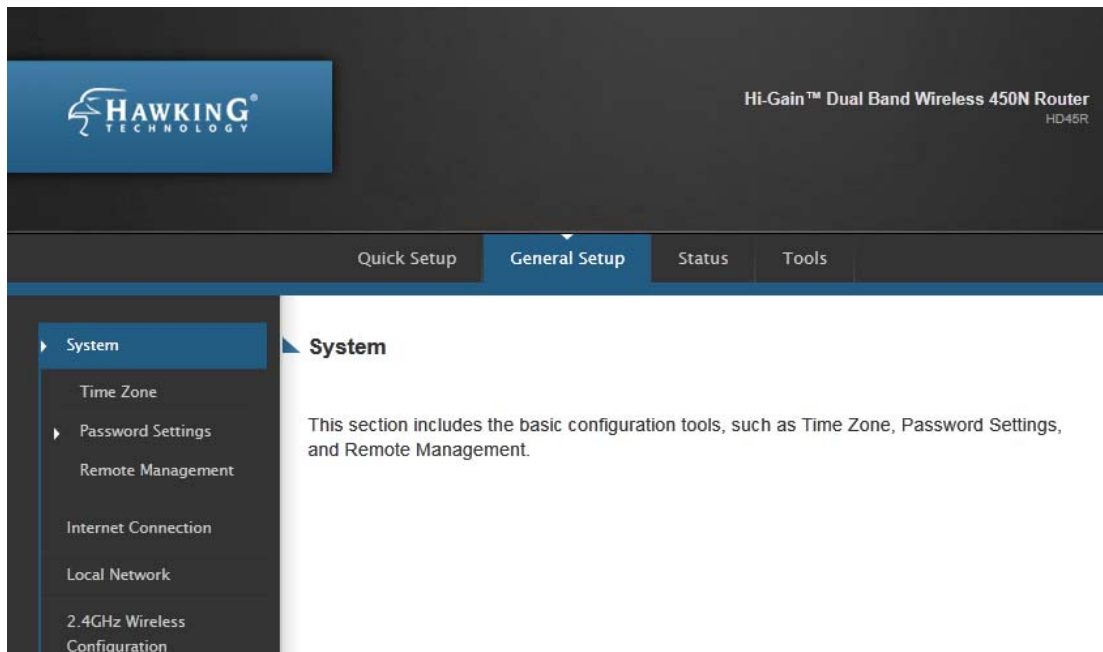 HAWKING®
TECHNOLOGY
Hi-Gain™ Dual Band Wireless 450N Router
HD45R
Quick Setup
General Setup
Status
Tools
System
Time Zone
Password Settings
Remote Management
Internet Connection
Local Network
2.4GHz Wireless
Configuration
System
This section includes the basic configuration tools, such as Time Zone, Password Settings,
and Remote Management.